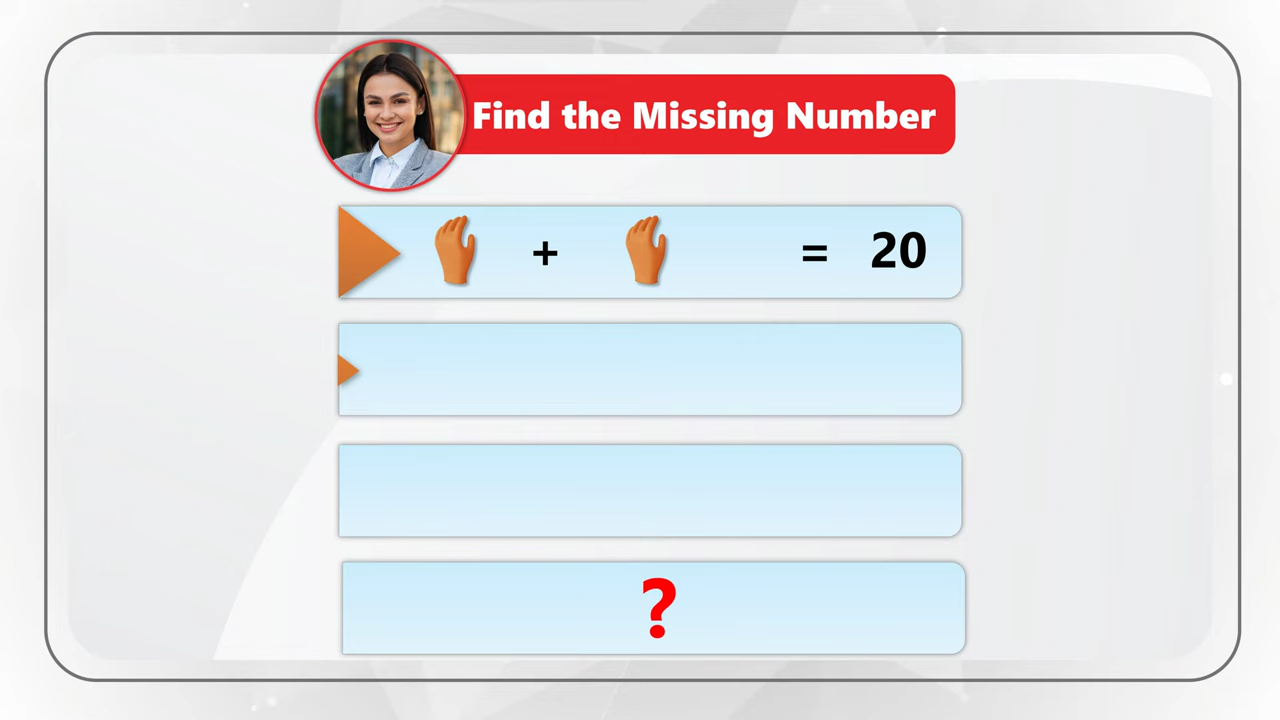 Find the Missing Number
+ = 20
?